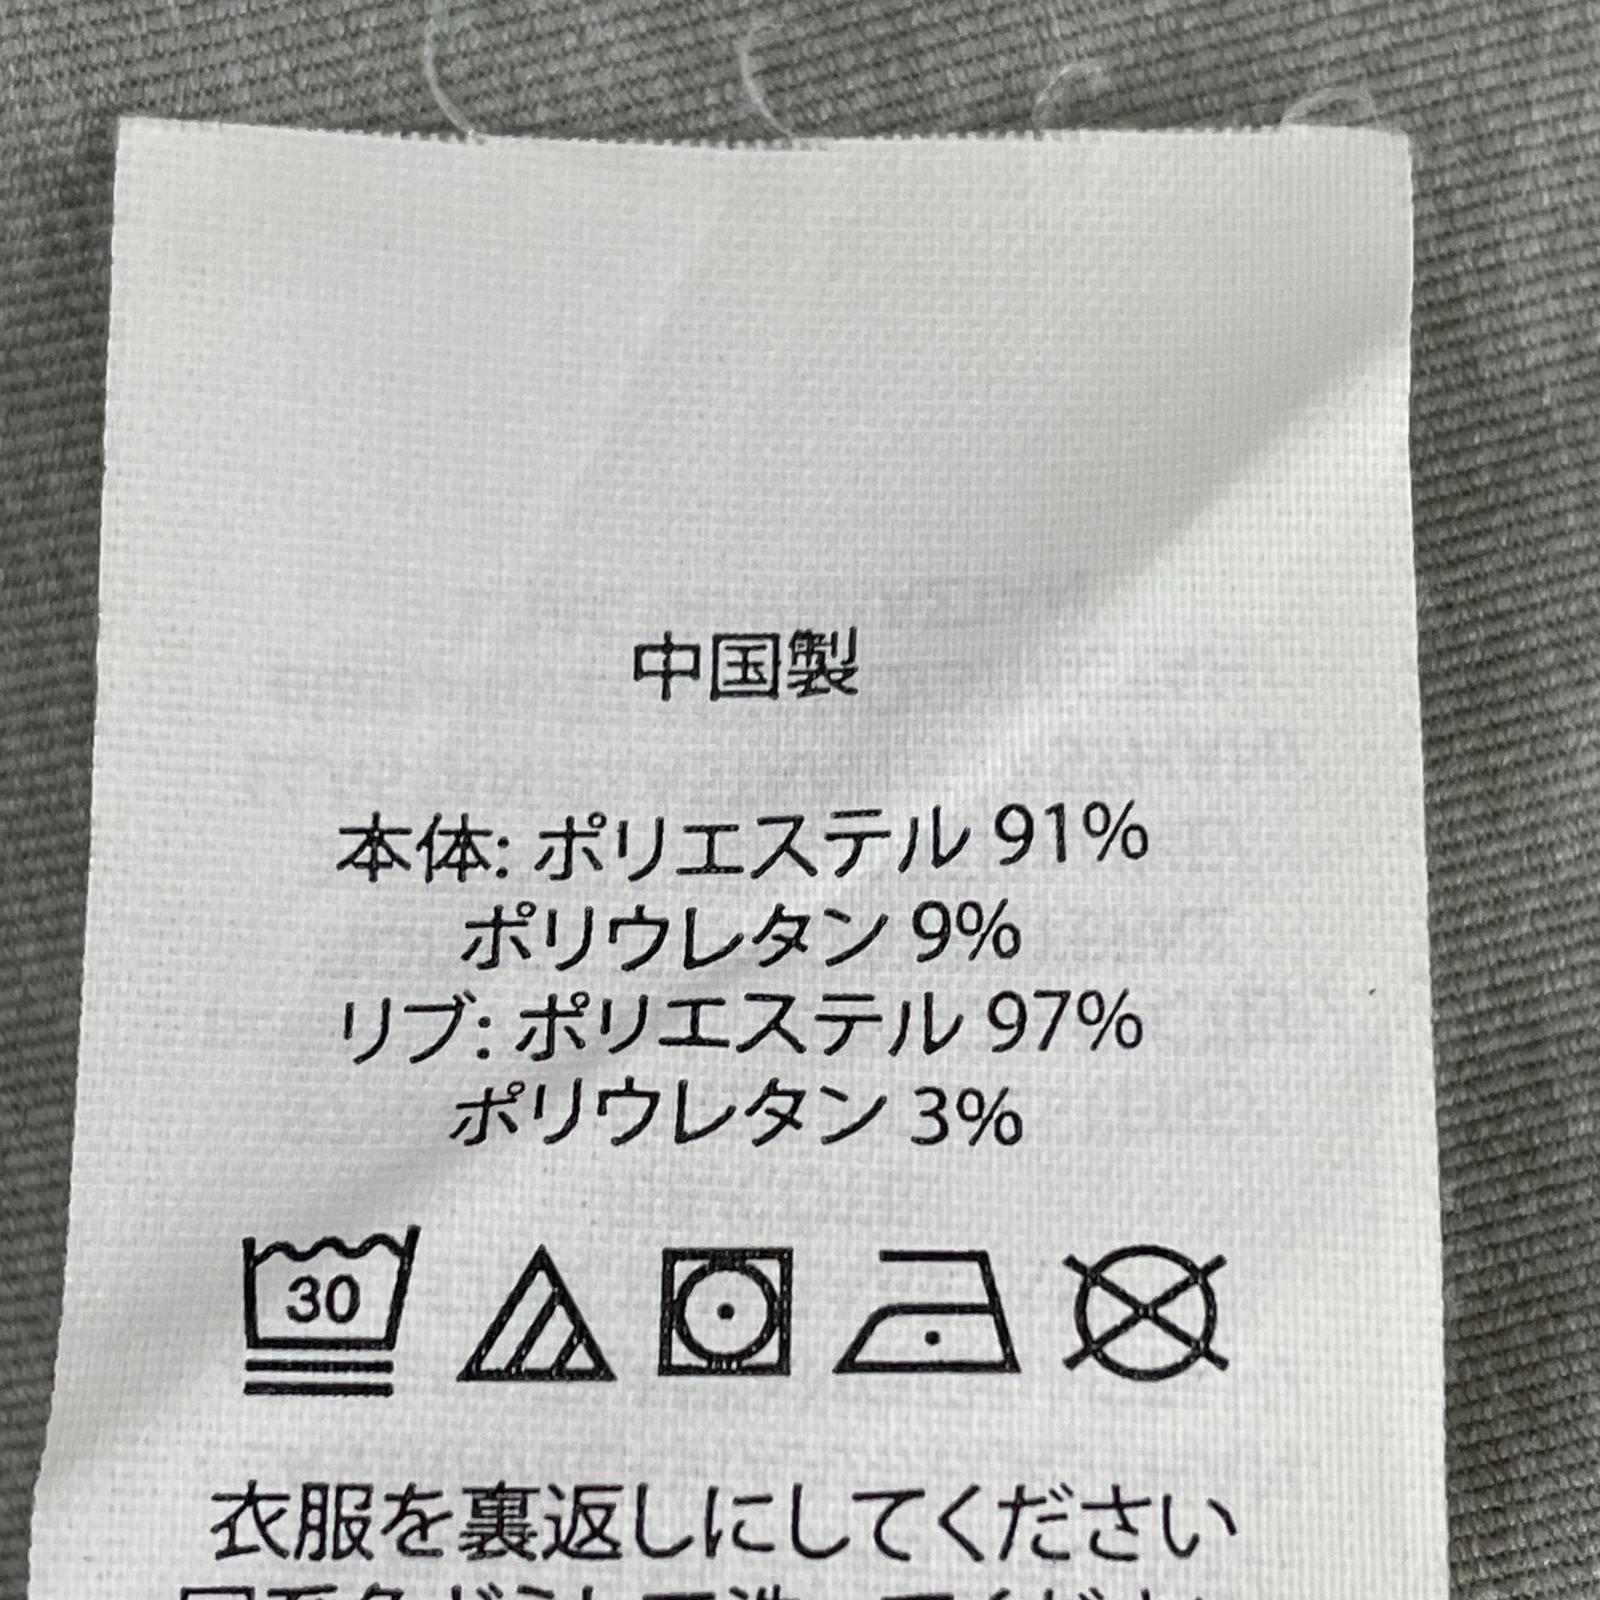 中国製
本体: ポリエステル 91%
ポリウレタン 9%
リブ: ポリエステル 97%
ポリウレタン 3%
30
衣服を裏返しにしてください